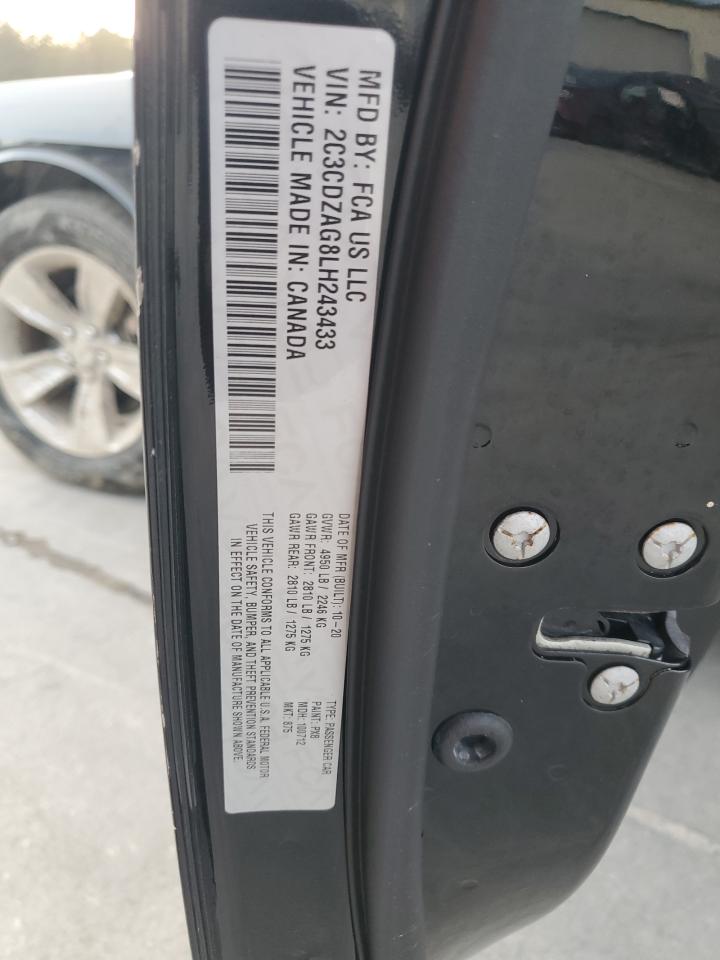 MFD BY: FCA US LLC
VIN: 2C3CDZAG8LH243433
VEHICLE MADE IN: CANADA
DATE OF MFR (BUILT): 10-20
GVWR: 4950 LB / 2246 KG
GAWR FRONT: 2810 LB / 1275 KG
GAWR REAR: 2810 LB / 1275 KG
TYPE: PASSENGER CAR
PAINT: PX8
MDH: 100712
MKT: 875
THIS VEHICLE CONFORMS TO ALL APPLICABLE U.S.A. FEDERAL MOTOR
VEHICLE SAFETY, BUMPER, AND THEFT PREVENTION STANDARDS
IN EFFECT ON THE DATE OF MANUFACTURE SHOWN ABOVE.